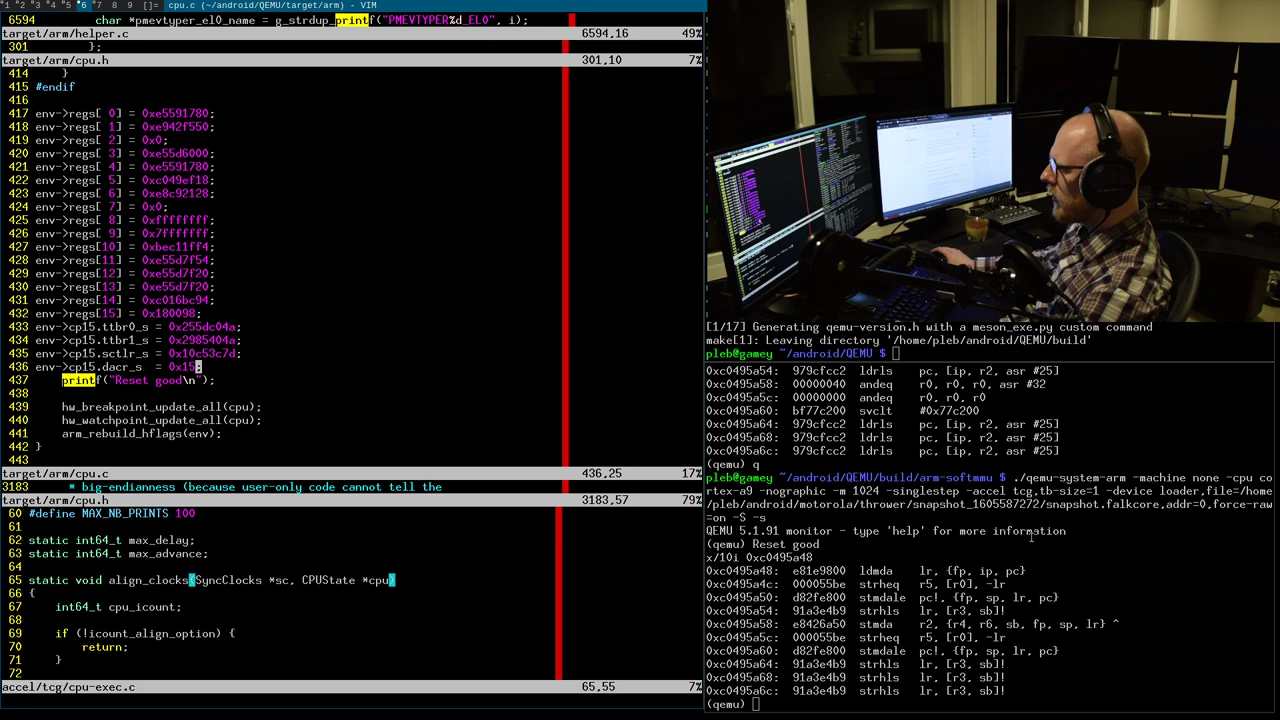 1 2 3 4 5 6 7 8 9 []= cpu.c (~/android/QEMU/target/arm) - VIM
6594 char *pmevtyper_el0_name = g_strdup_printf("PMEVTYPER%d_EL0", i);
target/arm/helper.c 6594,16 49%
301 };
target/arm/cpu.h 301,10 7%
414 }
415 #endif
416
417 env->regs[ 0] = 0xe5591780;
418 env->regs[ 1] = 0xe942f550;
419 env->regs[ 2] = 0x0;
420 env->regs[ 3] = 0xe55d6000;
421 env->regs[ 4] = 0xe5591780;
422 env->regs[ 5] = 0xc049ef18;
423 env->regs[ 6] = 0xe8c92128;
424 env->regs[ 7] = 0x0;
425 env->regs[ 8] = 0xffffffff;
426 env->regs[ 9] = 0x7fffffff;
427 env->regs[10] = 0xbec11ff4;
428 env->regs[11] = 0xe55d7f54;
429 env->regs[12] = 0xe55d7f20;
430 env->regs[13] = 0xe55d7f20;
431 env->regs[14] = 0xc016bc94;
432 env->regs[15] = 0x180098;
433 env->cp15.ttbr0_s = 0x255dc04a;
434 env->cp15.ttbr1_s = 0x2985404a;
435 env->cp15.sctlr_s = 0x10c53c7d;
436 env->cp15.dacr_s  = 0x15;
437 printf("Reset good\n");
438
439 hw_breakpoint_update_all(cpu);
440 hw_watchpoint_update_all(cpu);
441 arm_rebuild_hflags(env);
442 }
443
target/arm/cpu.c 436,25 17%
3183 * big-endianness (because user-only code cannot tell the
target/arm/cpu.h 3183,57 79%
60 #define MAX_NB_PRINTS 100
61
62 static int64_t max_delay;
63 static int64_t max_advance;
64
65 static void align_clocks(SyncClocks *sc, CPUState *cpu)
66 {
67 int64_t cpu_icount;
68
69 if (!icount_align_option) {
70 return;
71 }
72
accel/tcg/cpu-exec.c 65,55 7%
[1/17] Generating qemu-version.h with a meson_exe.py custom command
make[1]: Leaving directory '/home/pleb/android/QEMU/build'
pleb@gamey ~/android/QEMU $
0xc0495a54: 979cfcc2 ldrls pc, [ip, r2, asr #25]
0xc0495a58: 00000040 andeq r0, r0, r0, asr #32
0xc0495a5c: 00000000 andeq r0, r0, r0
0xc0495a60: bf77c200 svclt #0x77c200
0xc0495a64: 979cfcc2 ldrls pc, [ip, r2, asr #25]
0xc0495a68: 979cfcc2 ldrls pc, [ip, r2, asr #25]
0xc0495a6c: 979cfcc2 ldrls pc, [ip, r2, asr #25]
(qemu) q
pleb@gamey ~/android/QEMU/build/arm-softmmu $ ./qemu-system-arm -machine none -cpu co
rtex-a9 -nographic -m 1024 -singlestep -accel tcg,tb-size=1 -device loader,file=/home
/pleb/android/motorola/thrower/snapshot_1605587272/snapshot.falkcore,addr=0,force-raw
=on -S -s
QEMU 5.1.91 monitor - type 'help' for more information
(qemu) Reset good
x/10i 0xc0495a48
0xc0495a48: e81e9800 ldmda lr, {fp, ip, pc}
0xc0495a4c: 000055be strheq r5, [r0], -lr
0xc0495a50: d82fe800 stmdale pc!, {fp, sp, lr, pc}
0xc0495a54: 91a3e4b9 strhls lr, [r3, sb]!
0xc0495a58: e8426a50 stmda r2, {r4, r6, sb, fp, sp, lr} ^
0xc0495a5c: 000055be strheq r5, [r0], -lr
0xc0495a60: d82fe800 stmdale pc!, {fp, sp, lr, pc}
0xc0495a64: 91a3e4b9 strhls lr, [r3, sb]!
0xc0495a68: 91a3e4b9 strhls lr, [r3, sb]!
0xc0495a6c: 91a3e4b9 strhls lr, [r3, sb]!
(qemu)